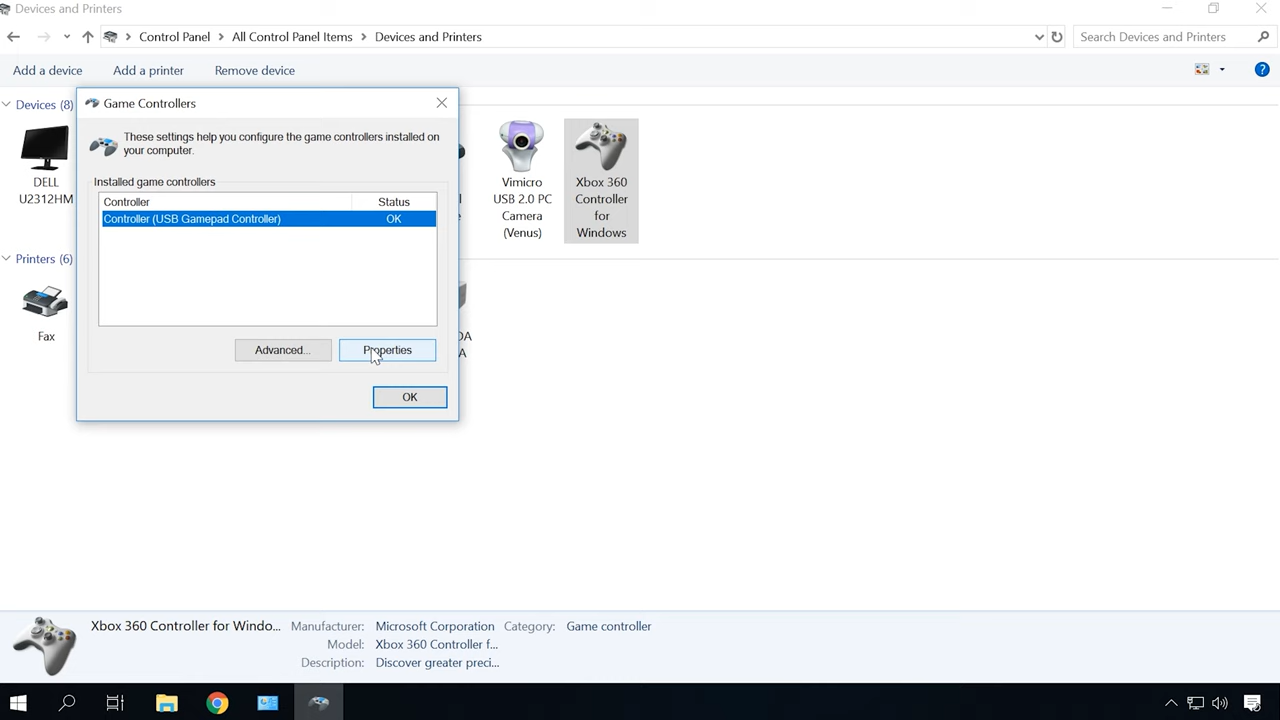 Devices and Printers
Control Panel > All Control Panel Items > Devices and Printers
Search Devices and Printers
Add a device
Add a printer
Remove device
Devices (8)
DELL
U2312HM
Vimicro
USB 2.0 PC
Camera
(Venus)
Xbox 360
Controller
for
Windows
Game Controllers
These settings help you configure the game controllers installed on
your computer.
Installed game controllers
Controller Status
Controller (USB Gamepad Controller) OK
Advanced...
Properties
OK
Printers (6)
Fax
Xbox 360 Controller for Windo...
Manufacturer: Microsoft Corporation
Category: Game controller
Model: Xbox 360 Controller f...
Description: Discover greater preci...